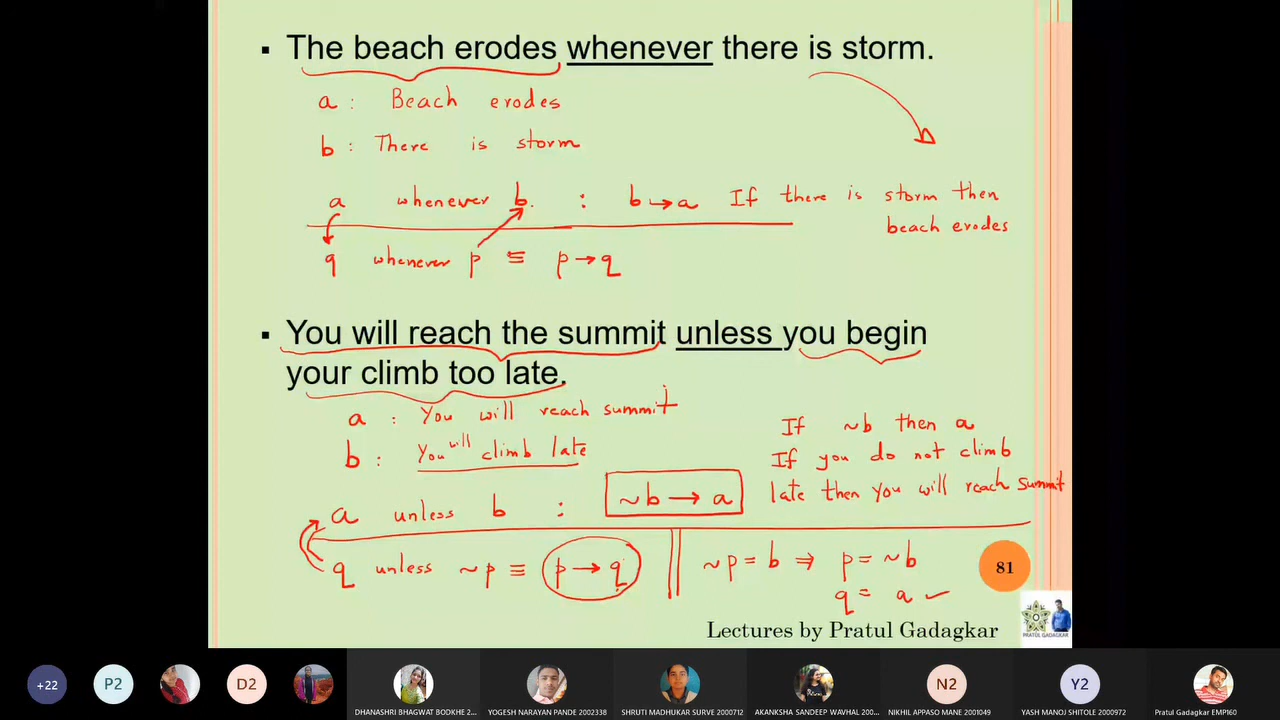 ▪ The beach erodes whenever there is storm.
a : Beach erodes
b : There is storm
a whenever b. : b → a If there is storm then
beach erodes
q whenever p ≡ p → q
▪ You will reach the summit unless you begin
your climb too late.
a : You will reach summit
b : You will climb late
If ~b then a
If you do not climb
late then you will reach summit
a unless b : ~b → a
q unless ~p ≡ p → q
~p = b ⇒ p = ~b
q = a ✓
81
PRATUL GADAGKAR
Lectures by Pratul Gadagkar
+22
P2
D2
DHANASHRI BHAGWAT BODKHE 2...
YOGESH NARAYAN PANDE 2002338
SHRUTI MADHUKAR SURVE 2000712
AKANKSHA SANDEEP WAVHAL 200...
N2
NIKHIL APPASO MANE 2001049
Y2
YASH MANOJ SHITOLE 2000972
Pratul Gadagkar EMP160